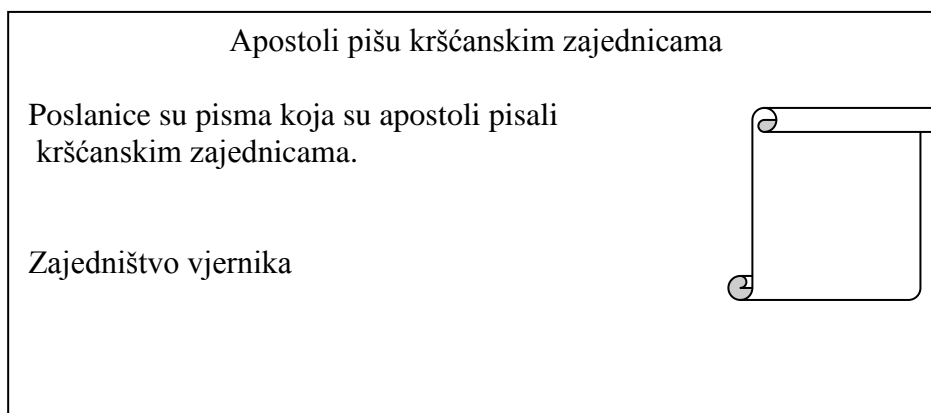 Apostoli pišu kršćanskim zajednicama
Poslanice su pisma koja su apostoli pisali
kršćanskim zajednicama.
Zajedništvo vjernika